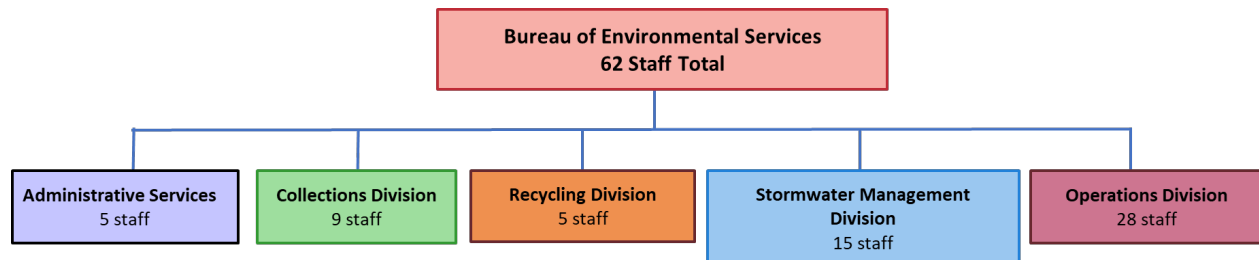 Bureau of Environmental Services
62 Staff Total
Administrative Services
5 staff
Collections Division
9 staff
Recycling Division
5 staff
Stormwater Management
Division
15 staff
Operations Division
28 staff